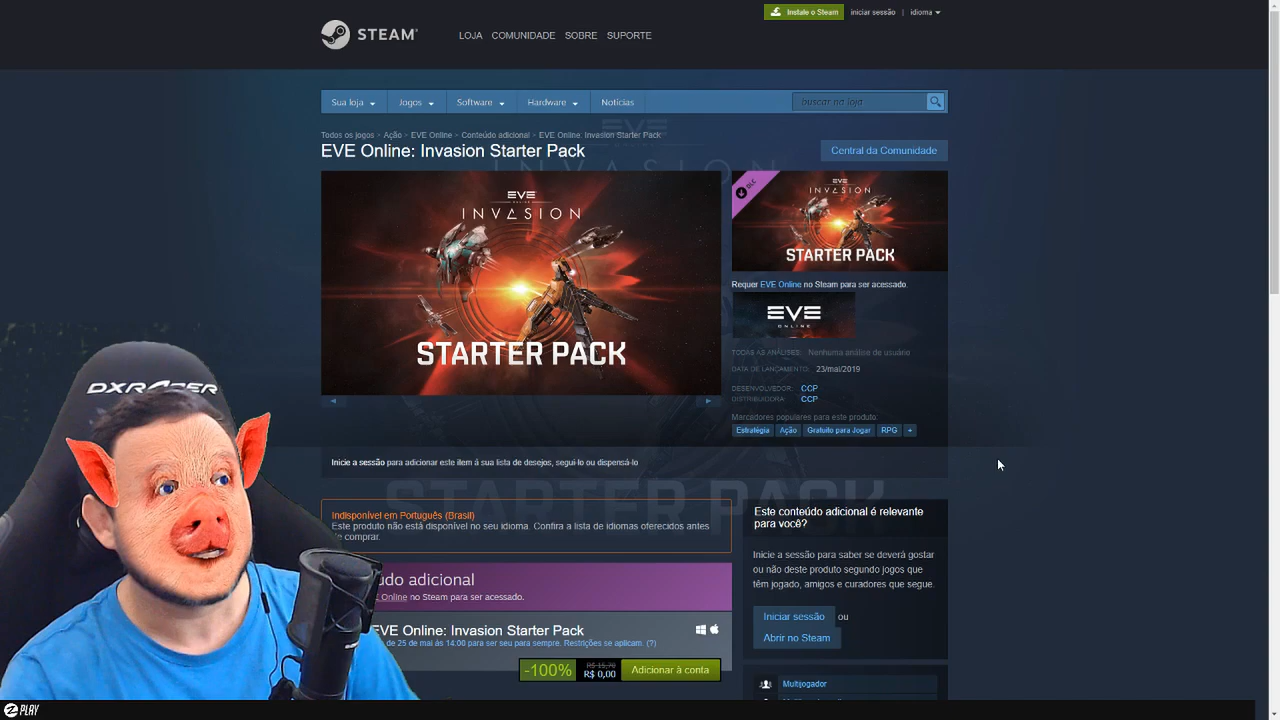 Instale o Steam
iniciar sessão | idioma
STEAM®
LOJA COMUNIDADE SOBRE SUPORTE
Sua loja Jogos Software Hardware Notícias
buscar na loja
Todos os jogos > Ação > EVE Online > Conteúdo adicional > EVE Online: Invasion Starter Pack
EVE Online: Invasion Starter Pack
Central da Comunidade
EVE
ONLINE
INVASION
STARTER PACK
DLC
EVE
INVASION
STARTER PACK
Requer EVE Online no Steam para ser acessado.
EVE
ONLINE
TODAS AS ANÁLISES: Nenhuma análise de usuário
DATA DE LANÇAMENTO: 23/mai/2019
DESENVOLVEDOR: CCP
DISTRIBUIDORA: CCP
Marcadores populares para este produto:
Estratégia Ação Gratuito para Jogar RPG +
Inicie a sessão para adicionar este item à sua lista de desejos, segui-lo ou dispensá-lo
Indisponível em Português (Brasil)
Este produto não está disponível no seu idioma. Confira a lista de idiomas oferecidos antes
de comprar.
Este conteúdo adicional é relevante
para você?
Inicie a sessão para saber se deverá gostar
ou não deste produto segundo jogos que
têm jogado, amigos e curadores que segue.
Iniciar sessão ou
Abrir no Steam
údo adicional
Online no Steam para ser acessado.
EVE Online: Invasion Starter Pack
de 25 de mai às 14:00 para ser seu para sempre. Restrições se aplicam. (?)
-100% R$ 15,70
R$ 0,00
Adicionar à conta
Multijogador
DXRACER
PLAY